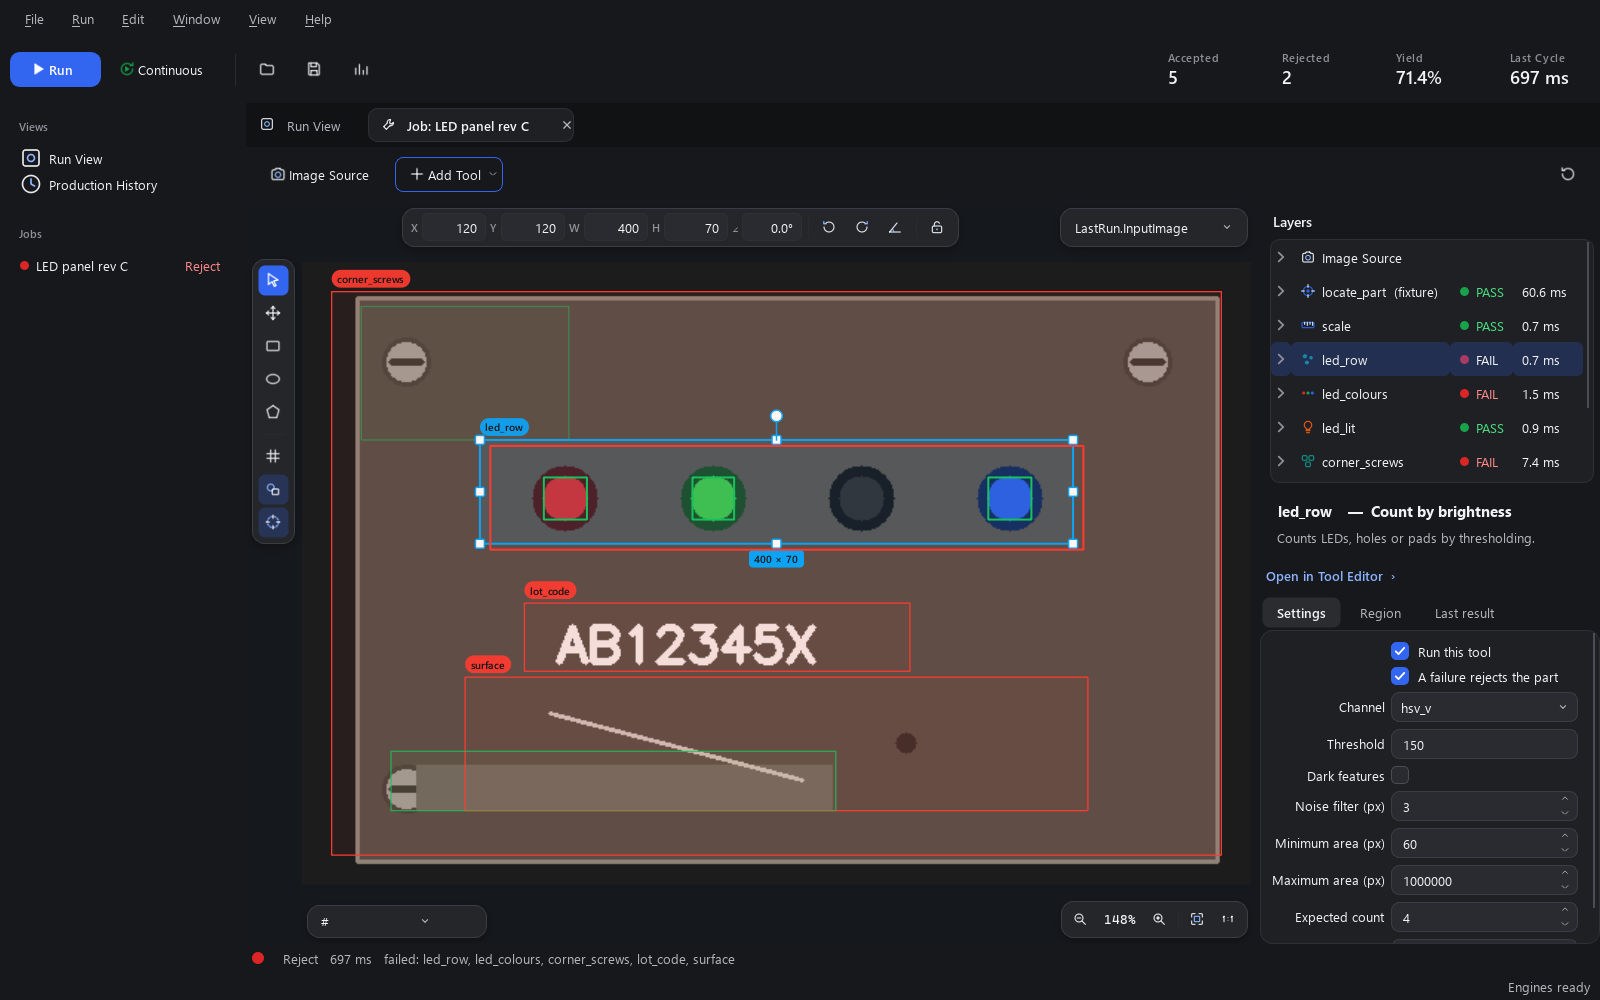 File Run Edit Window View Help
Run Continuous
Accepted 5
Rejected 2
Yield 71.4%
Last Cycle 697 ms
Views
Run View
Production History
Jobs
LED panel rev C Reject
Run View
Job: LED panel rev C
Image Source
Add Tool
X 120 Y 120 W 400 H 70 0.0°
LastRun.InputImage
corner_screws
led_row
400 × 70
lot_code
AB12345X
surface
#
148%
1:1
Layers
Image Source
locate_part (fixture) PASS 60.6 ms
scale PASS 0.7 ms
led_row FAIL 0.7 ms
led_colours FAIL 1.5 ms
led_lit PASS 0.9 ms
corner_screws FAIL 7.4 ms
led_row — Count by brightness
Counts LEDs, holes or pads by thresholding.
Open in Tool Editor ›
Settings Region Last result
Run this tool
A failure rejects the part
Channel hsv_v
Threshold 150
Dark features
Noise filter (px) 3
Minimum area (px) 60
Maximum area (px) 1000000
Expected count 4
Reject 697 ms failed: led_row, led_colours, corner_screws, lot_code, surface
Engines ready